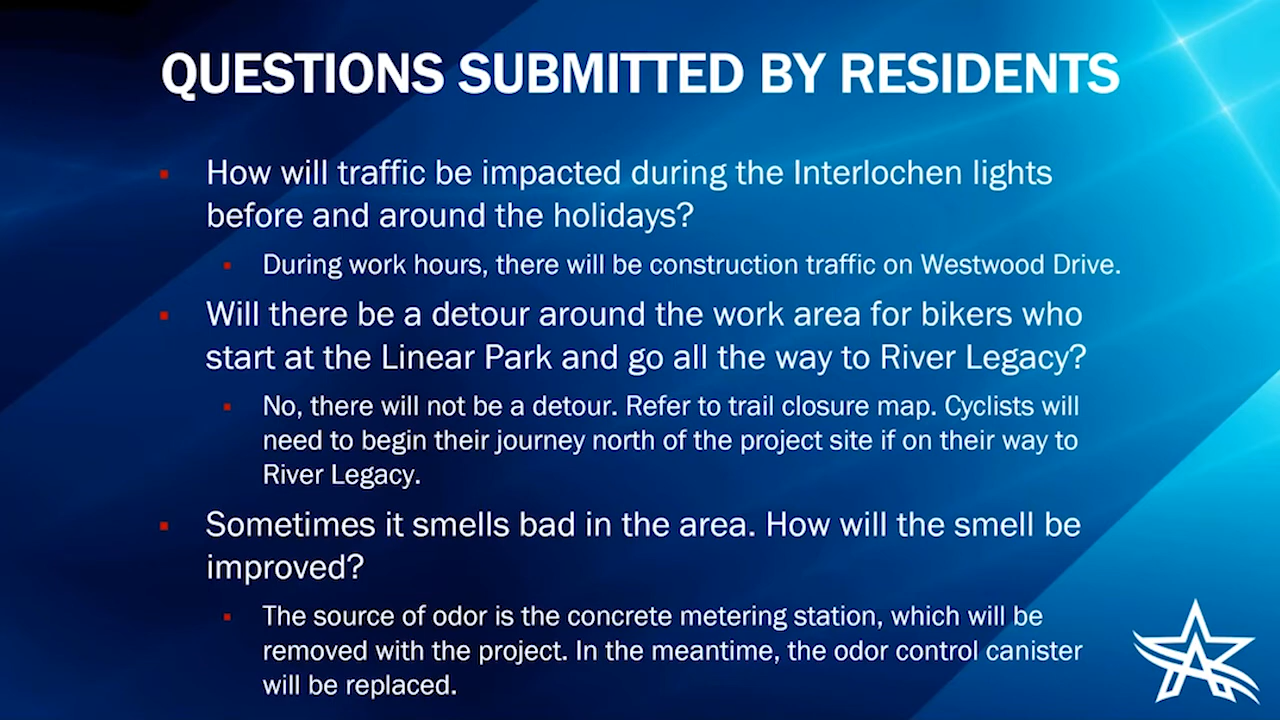 QUESTIONS SUBMITTED BY RESIDENTS
▪ How will traffic be impacted during the Interlochen lights
before and around the holidays?
▪ During work hours, there will be construction traffic on Westwood Drive.
▪ Will there be a detour around the work area for bikers who
start at the Linear Park and go all the way to River Legacy?
▪ No, there will not be a detour. Refer to trail closure map. Cyclists will
need to begin their journey north of the project site if on their way to
River Legacy.
▪ Sometimes it smells bad in the area. How will the smell be
improved?
▪ The source of odor is the concrete metering station, which will be
removed with the project. In the meantime, the odor control canister
will be replaced.